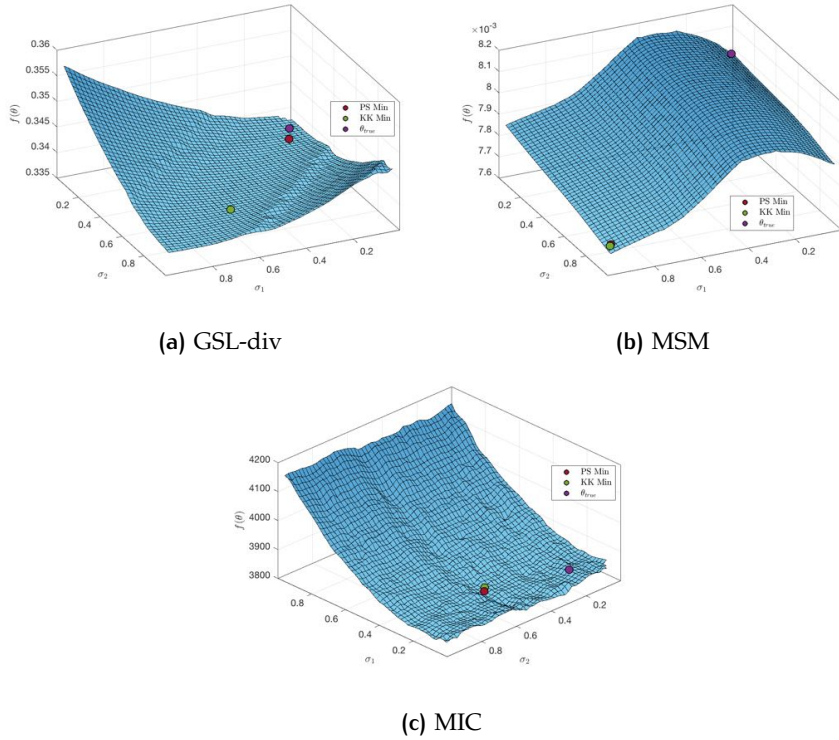 0.36
0.355
0.35
0.345
0.34
0.335
f(θ)
0.2
0.4
0.6
0.8
σ2
0.8
0.6
0.4
0.2
σ1
PS Min
KK Min
θtrue
(a) GSL-div
×10-3
8.2
8.1
8
7.9
7.8
7.7
7.6
f(θ)
0.2
0.4
0.6
0.8
σ2
0.8
0.6
0.4
0.2
σ1
PS Min
KK Min
θtrue
(b) MSM
4200
4100
4000
3900
3800
f(θ)
0.8
0.6
0.4
0.2
σ1
0.8
0.6
0.4
0.2
σ2
PS Min
KK Min
θtrue
(c) MIC